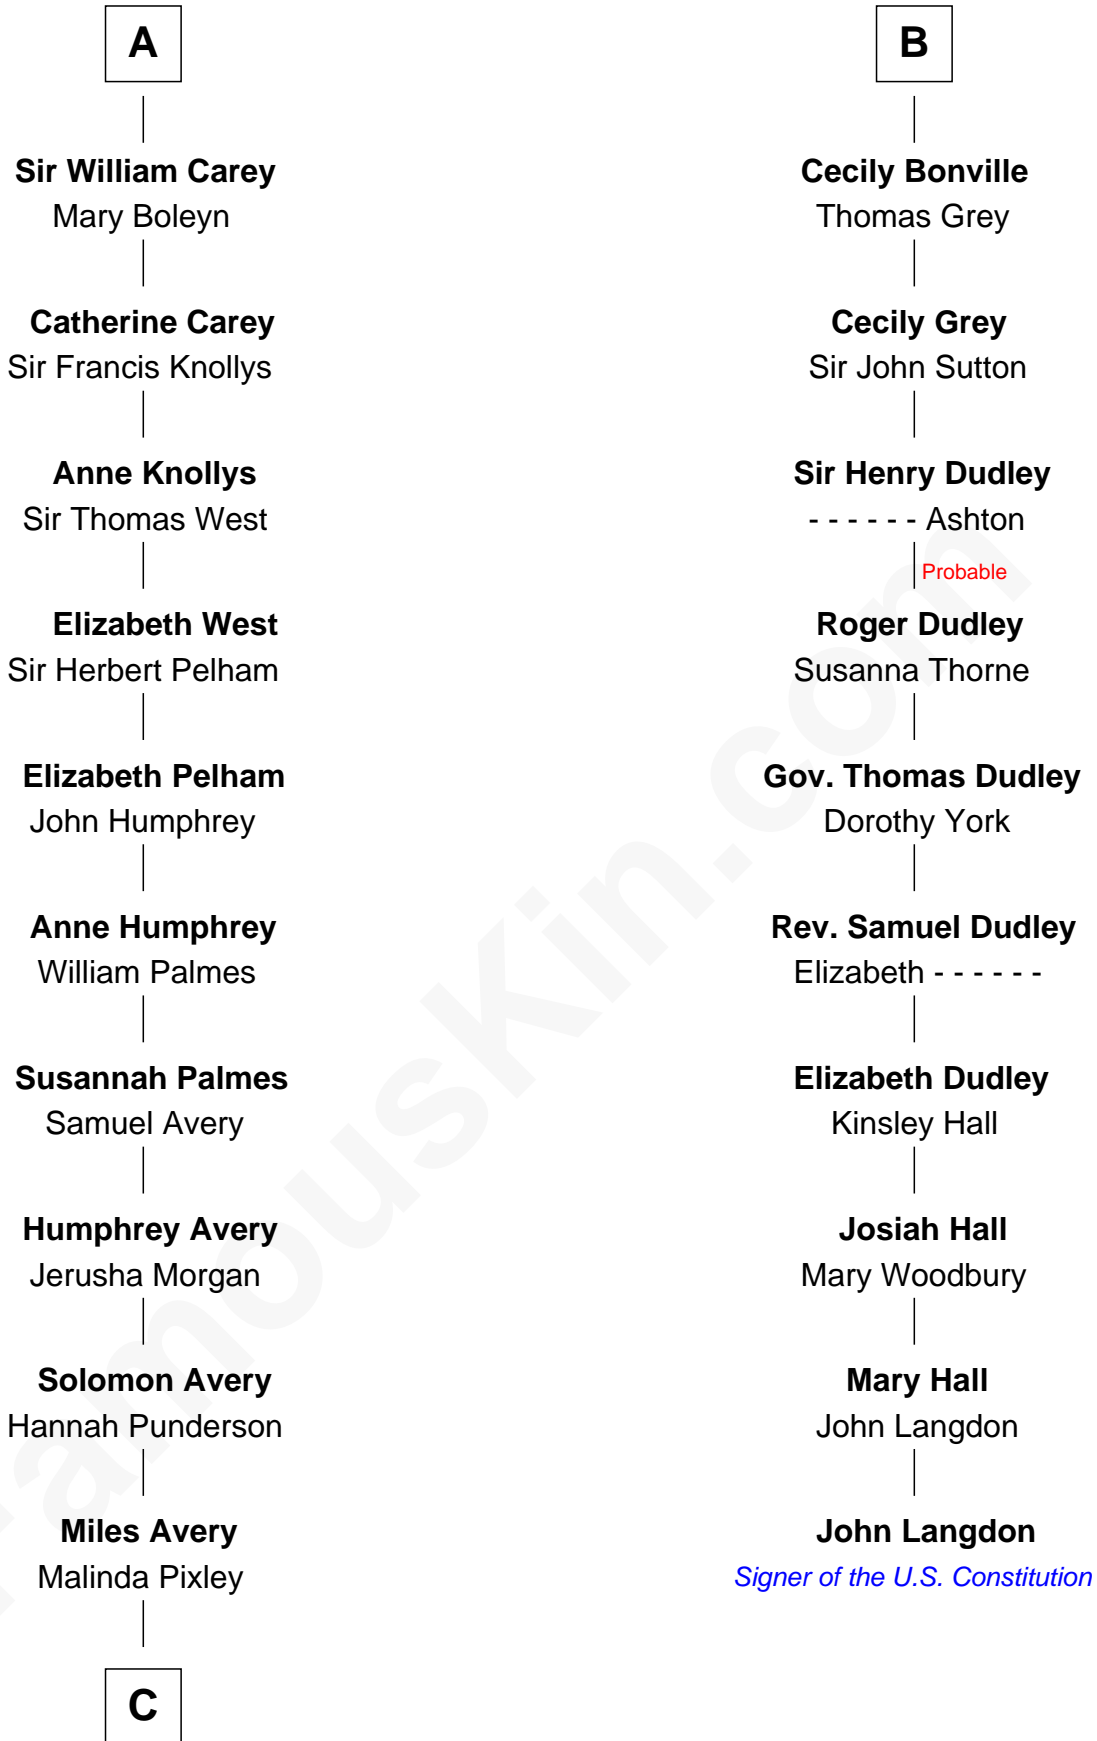 A
Sir William Carey
Mary Boleyn
Catherine Carey
Sir Francis Knollys
Anne Knollys
Sir Thomas West
Elizabeth West
Sir Herbert Pelham
Elizabeth Pelham
John Humphrey
Anne Humphrey
William Palmes
Susannah Palmes
Samuel Avery
Humphrey Avery
Jerusha Morgan
Solomon Avery
Hannah Punderson
Miles Avery
Malinda Pixley
C
B
Cecily Bonville
Thomas Grey
Cecily Grey
Sir John Sutton
Sir Henry Dudley
- - - - - - Ashton
Probable
Roger Dudley
Susanna Thorne
Gov. Thomas Dudley
Dorothy York
Rev. Samuel Dudley
Elizabeth - - - - - -
Elizabeth Dudley
Kinsley Hall
Josiah Hall
Mary Woodbury
Mary Hall
John Langdon
John Langdon
Signer of the U.S. Constitution
FamousKin.com